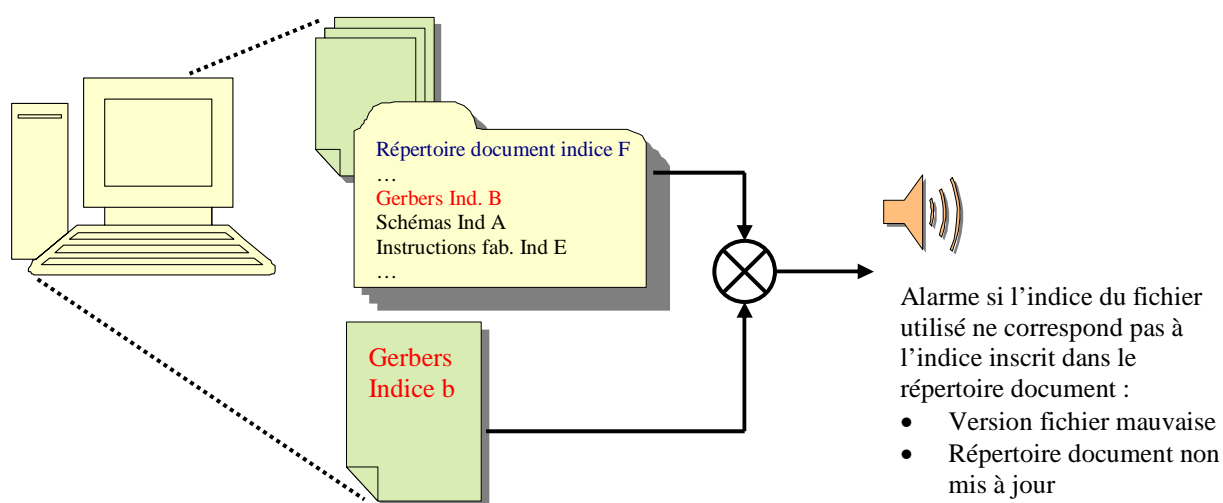 Répertoire document indice F
…
Gerbers Ind. B
Schémas Ind A
Instructions fab. Ind E
…
Gerbers
Indice b
Alarme si l’indice du fichier
utilisé ne correspond pas à
l’indice inscrit dans le
répertoire document :
• Version fichier mauvaise
• Répertoire document non
mis à jour